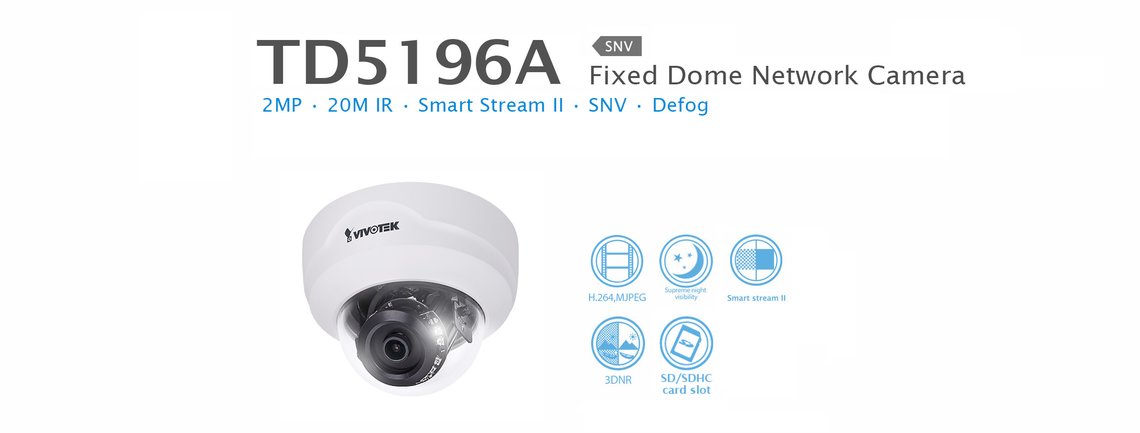 TD5196A
SNV
Fixed Dome Network Camera
2MP · 20M IR · Smart Stream II · SNV · Defog
VIVOTEK
H.264,MJPEG
Supreme night
visibility
Smart stream II
3DNR
SD/SDHC
card slot